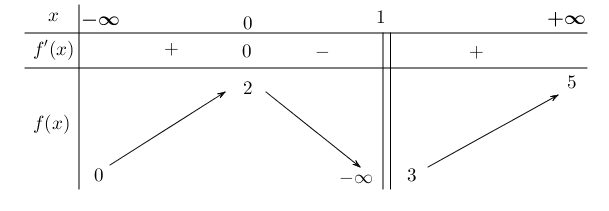 x −∞ 0 1 +∞
f′(x) + 0 − +
2 5
f(x)
0 −∞ 3